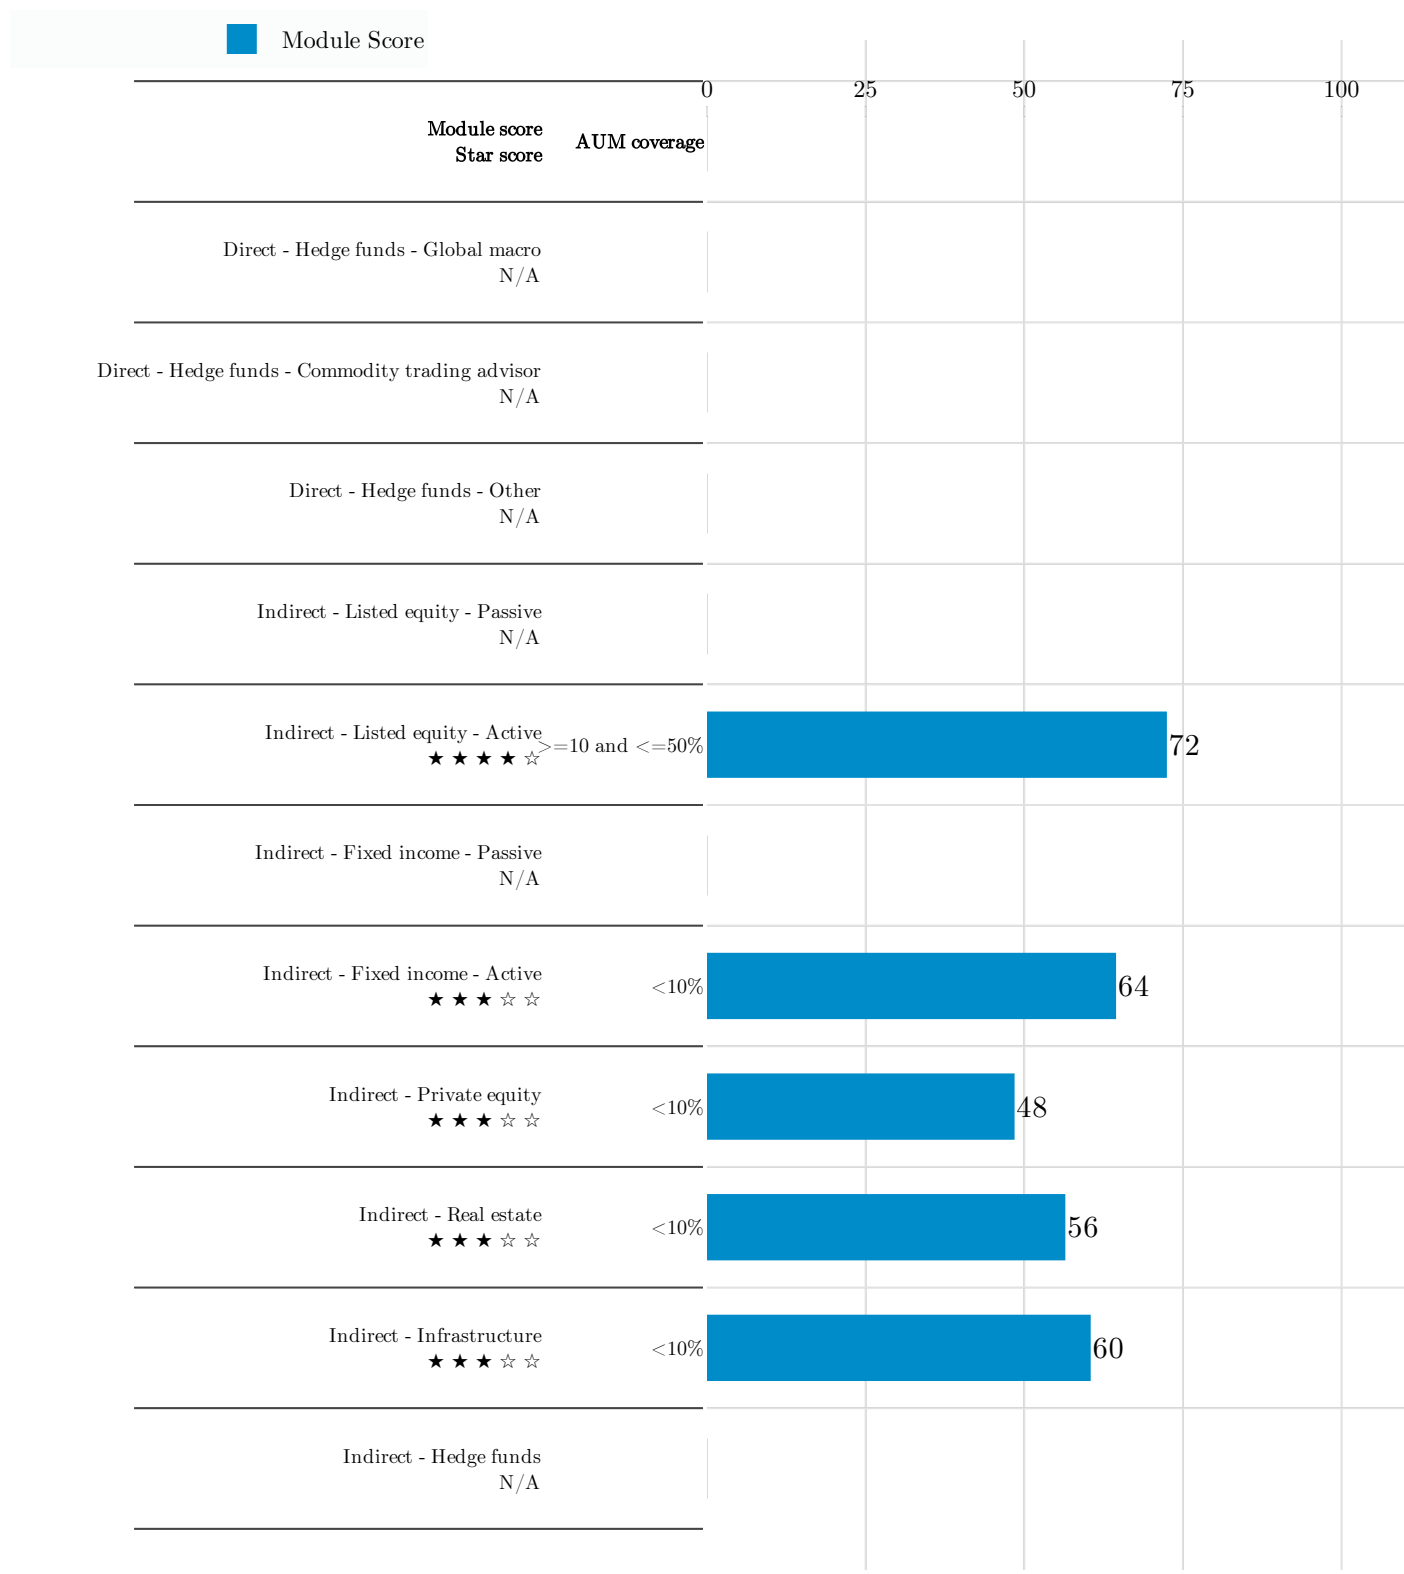 Module Score
0 25 50 75 100
Module score
Star score
AUM coverage
Direct - Hedge funds - Global macro
N/A
Direct - Hedge funds - Commodity trading advisor
N/A
Direct - Hedge funds - Other
N/A
Indirect - Listed equity - Passive
N/A
Indirect - Listed equity - Active
★ ★ ★ ★ ☆
>=10 and <=50%
72
Indirect - Fixed income - Passive
N/A
Indirect - Fixed income - Active
★ ★ ★ ☆ ☆
<10%
64
Indirect - Private equity
★ ★ ★ ☆ ☆
<10%
48
Indirect - Real estate
★ ★ ★ ☆ ☆
<10%
56
Indirect - Infrastructure
★ ★ ★ ☆ ☆
<10%
60
Indirect - Hedge funds
N/A